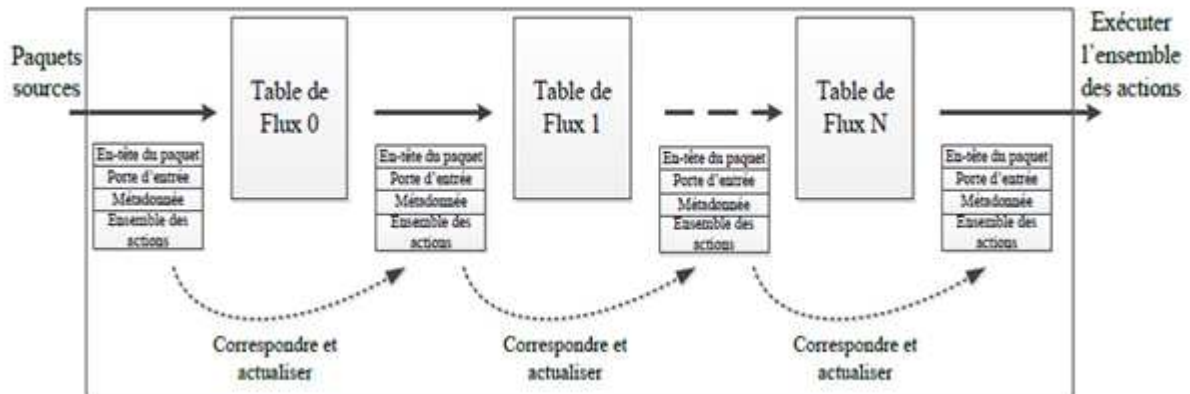 Paquets
sources
Table de
Flux 0
Table de
Flux 1
Table de
Flux N
Exécuter
l'ensemble
des actions
En-tête du paquet
Porte d'entrée
Métadonnée
Ensemble des
actions
En-tête du paquet
Porte d'entrée
Métadonnée
Ensemble des
actions
En-tête du paquet
Porte d'entrée
Métadonnée
Ensemble des
actions
En-tête du paquet
Porte d'entrée
Métadonnée
Ensemble des
actions
Correspondre et
actualiser
Correspondre et
actualiser
Correspondre et
actualiser